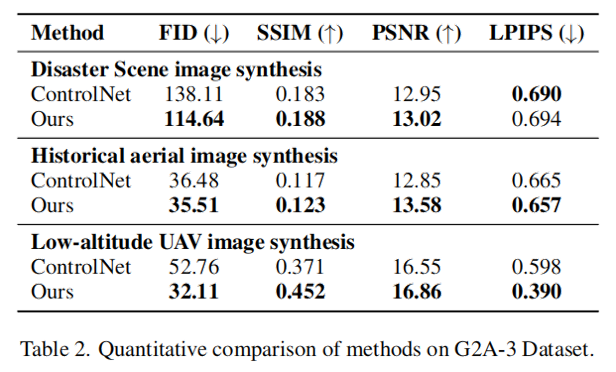 Method FID (↓) SSIM (↑) PSNR (↑) LPIPS (↓)
Disaster Scene image synthesis
ControlNet 138.11 0.183 12.95 0.690
Ours 114.64 0.188 13.02 0.694
Historical aerial image synthesis
ControlNet 36.48 0.117 12.85 0.665
Ours 35.51 0.123 13.58 0.657
Low-altitude UAV image synthesis
ControlNet 52.76 0.371 16.55 0.598
Ours 32.11 0.452 16.86 0.390
Table 2. Quantitative comparison of methods on G2A-3 Dataset.